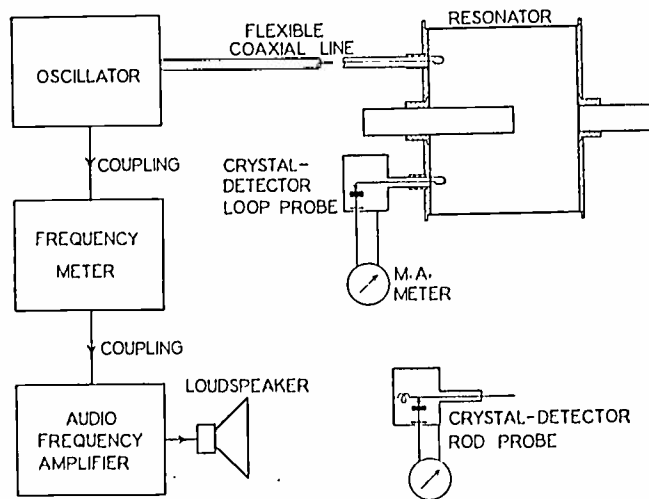 FLEXIBLE
COAXIAL LINE
RESONATOR
OSCILLATOR
COUPLING
CRYSTAL-
DETECTOR
LOOP PROBE
FREQUENCY
METER
M.A.
METER
COUPLING
LOUDSPEAKER
AUDIO
FREQUENCY
AMPLIFIER
CRYSTAL-DETECTOR
ROD PROBE